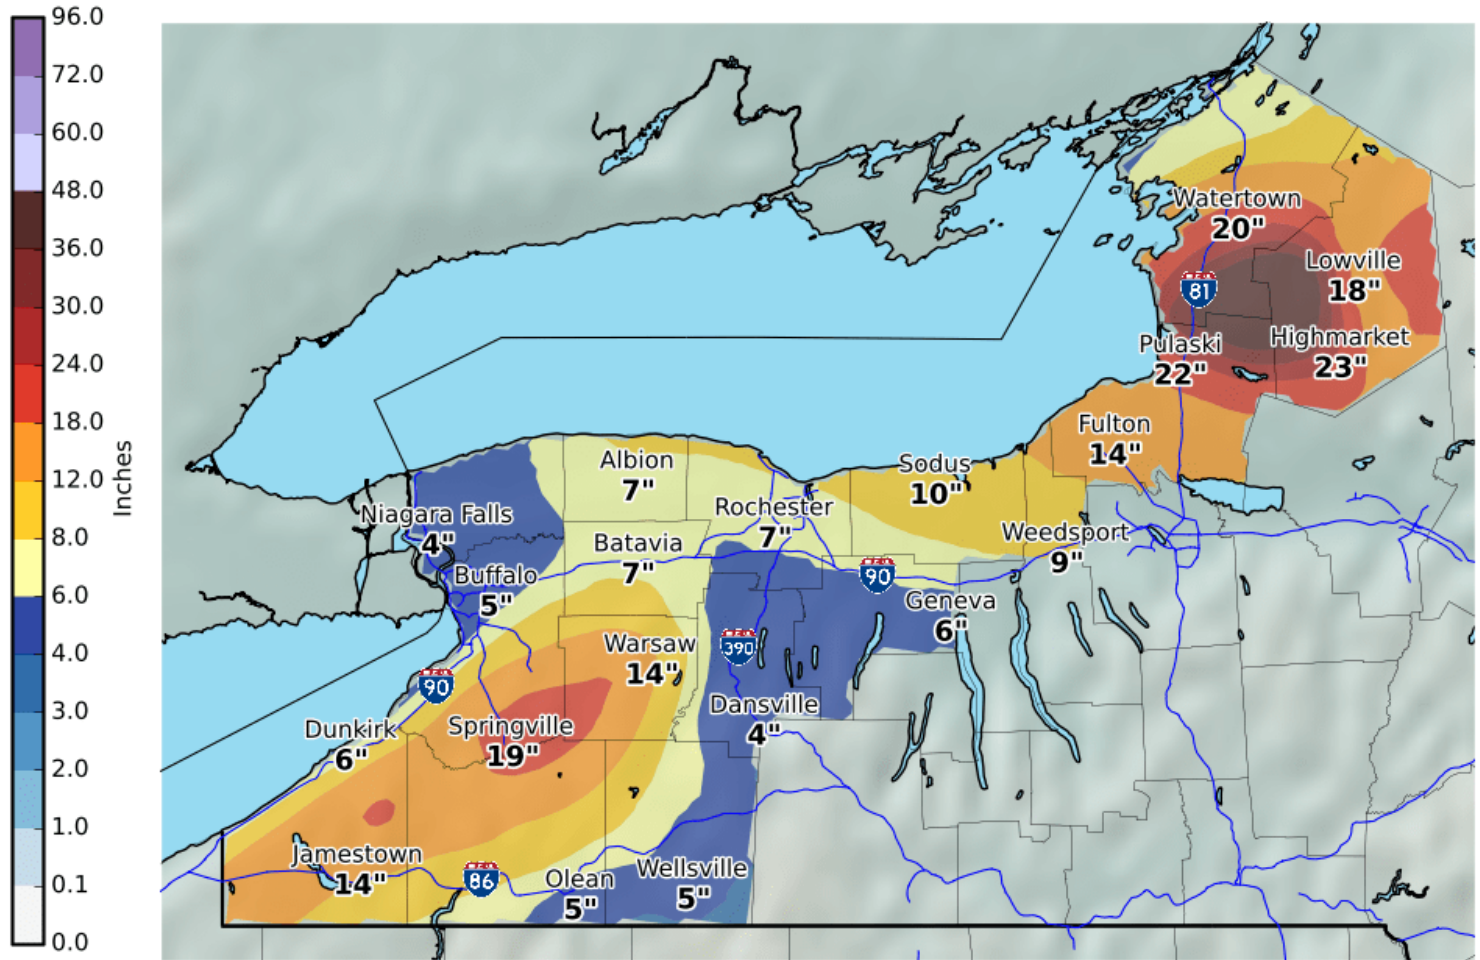 96.0
72.0
60.0
48.0
36.0
30.0
24.0
18.0
12.0
8.0
6.0
4.0
3.0
2.0
1.0
0.1
0.0
Inches
Watertown
20"
Lowville
18"
81
Pulaski
22"
Highmarket
23"
Fulton
14"
Albion
7"
Sodus
10"
Niagara Falls
4"
Rochester
7"
Weedsport
9"
Batavia
7"
Buffalo
5"
90
Geneva
6"
Warsaw
14"
390
90
Dansville
4"
Dunkirk
6"
Springville
19"
Jamestown
14"
86
Olean
5"
Wellsville
5"